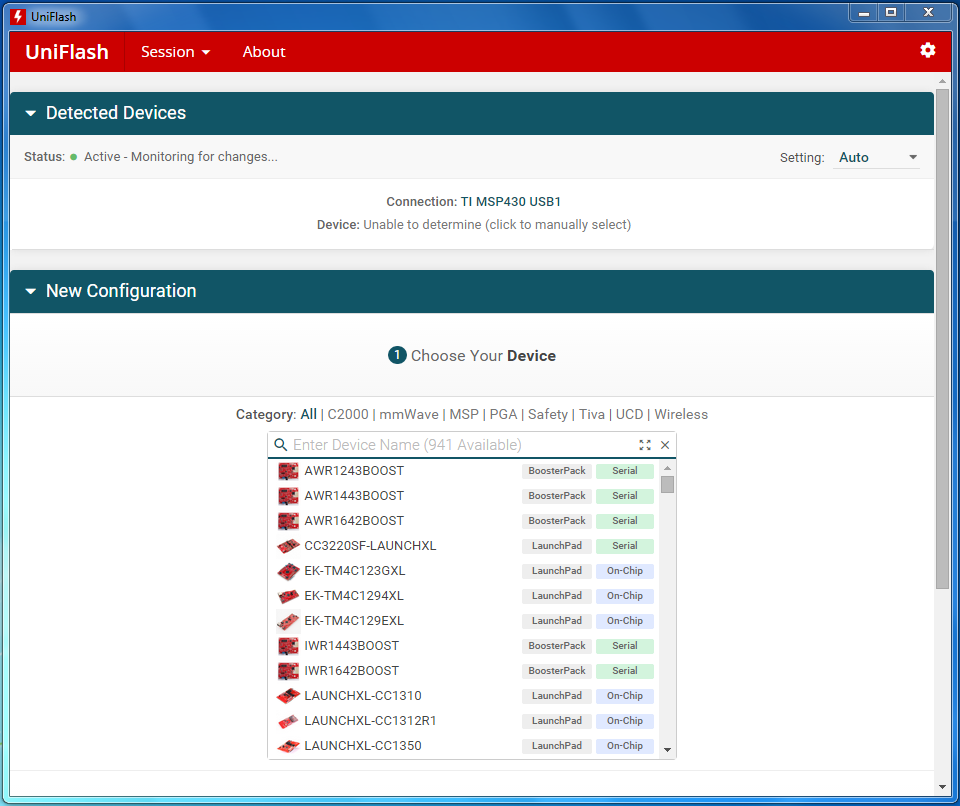 UniFlash
UniFlash Session About
Detected Devices
Status: Active - Monitoring for changes... Setting: Auto
Connection: TI MSP430 USB1
Device: Unable to determine (click to manually select)
New Configuration
1 Choose Your Device
Category: All | C2000 | mmWave | MSP | PGA | Safety | Tiva | UCD | Wireless
Enter Device Name (941 Available)
AWR1243BOOST BoosterPack Serial
AWR1443BOOST BoosterPack Serial
AWR1642BOOST BoosterPack Serial
CC3220SF-LAUNCHXL LaunchPad Serial
EK-TM4C123GXL LaunchPad On-Chip
EK-TM4C1294XL LaunchPad On-Chip
EK-TM4C129EXL LaunchPad On-Chip
IWR1443BOOST BoosterPack Serial
IWR1642BOOST BoosterPack Serial
LAUNCHXL-CC1310 LaunchPad On-Chip
LAUNCHXL-CC1312R1 LaunchPad On-Chip
LAUNCHXL-CC1350 LaunchPad On-Chip